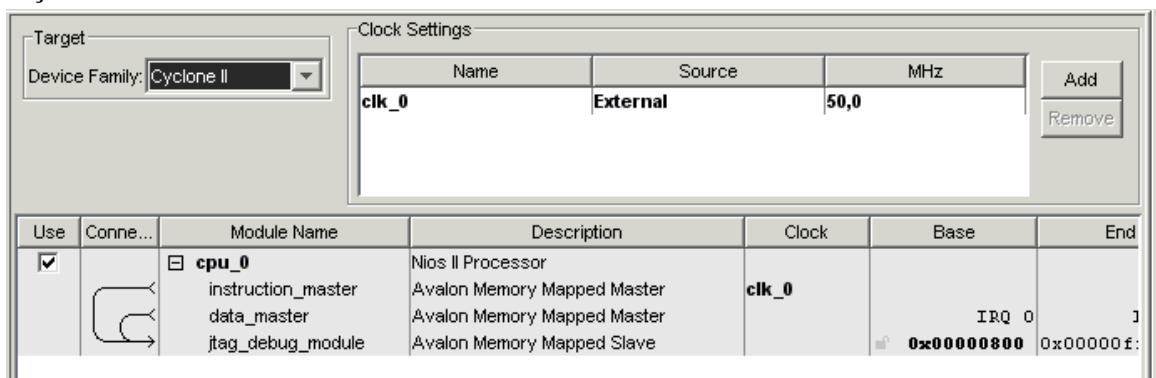 Target
Device Family: Cyclone II
Clock Settings
Name Source MHz
clk_0 External 50,0
Add
Remove
Use Conne... Module Name Description Clock Base End
cpu_0 Nios II Processor
instruction_master Avalon Memory Mapped Master clk_0
data_master Avalon Memory Mapped Master IRQ 0
jtag_debug_module Avalon Memory Mapped Slave 0x00000800 0x00000f